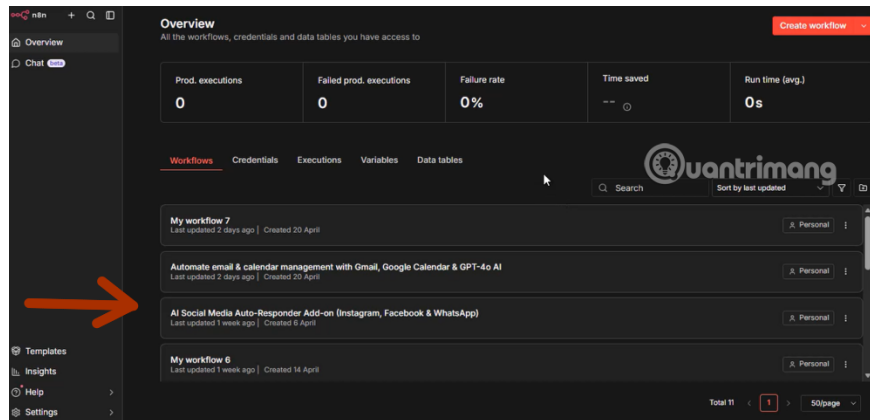 n8n
Overview
Chat beta
Templates
Insights
Help
Settings
Overview
All the workflows, credentials and data tables you have access to
Create workflow
Prod. executions
0
Failed prod. executions
0
Failure rate
0%
Time saved
--
Run time (avg.)
0s
Workflows Credentials Executions Variables Data tables
Quantrimang
Search
Sort by last updated
My workflow 7
Last updated 2 days ago | Created 20 April
Personal
Automate email & calendar management with Gmail, Google Calendar & GPT-4o AI
Last updated 2 days ago | Created 20 April
Personal
AI Social Media Auto-Responder Add-on (Instagram, Facebook & WhatsApp)
Last updated 1 week ago | Created 6 April
Personal
My workflow 6
Last updated 1 week ago | Created 14 April
Personal
Total 11 1 50/page